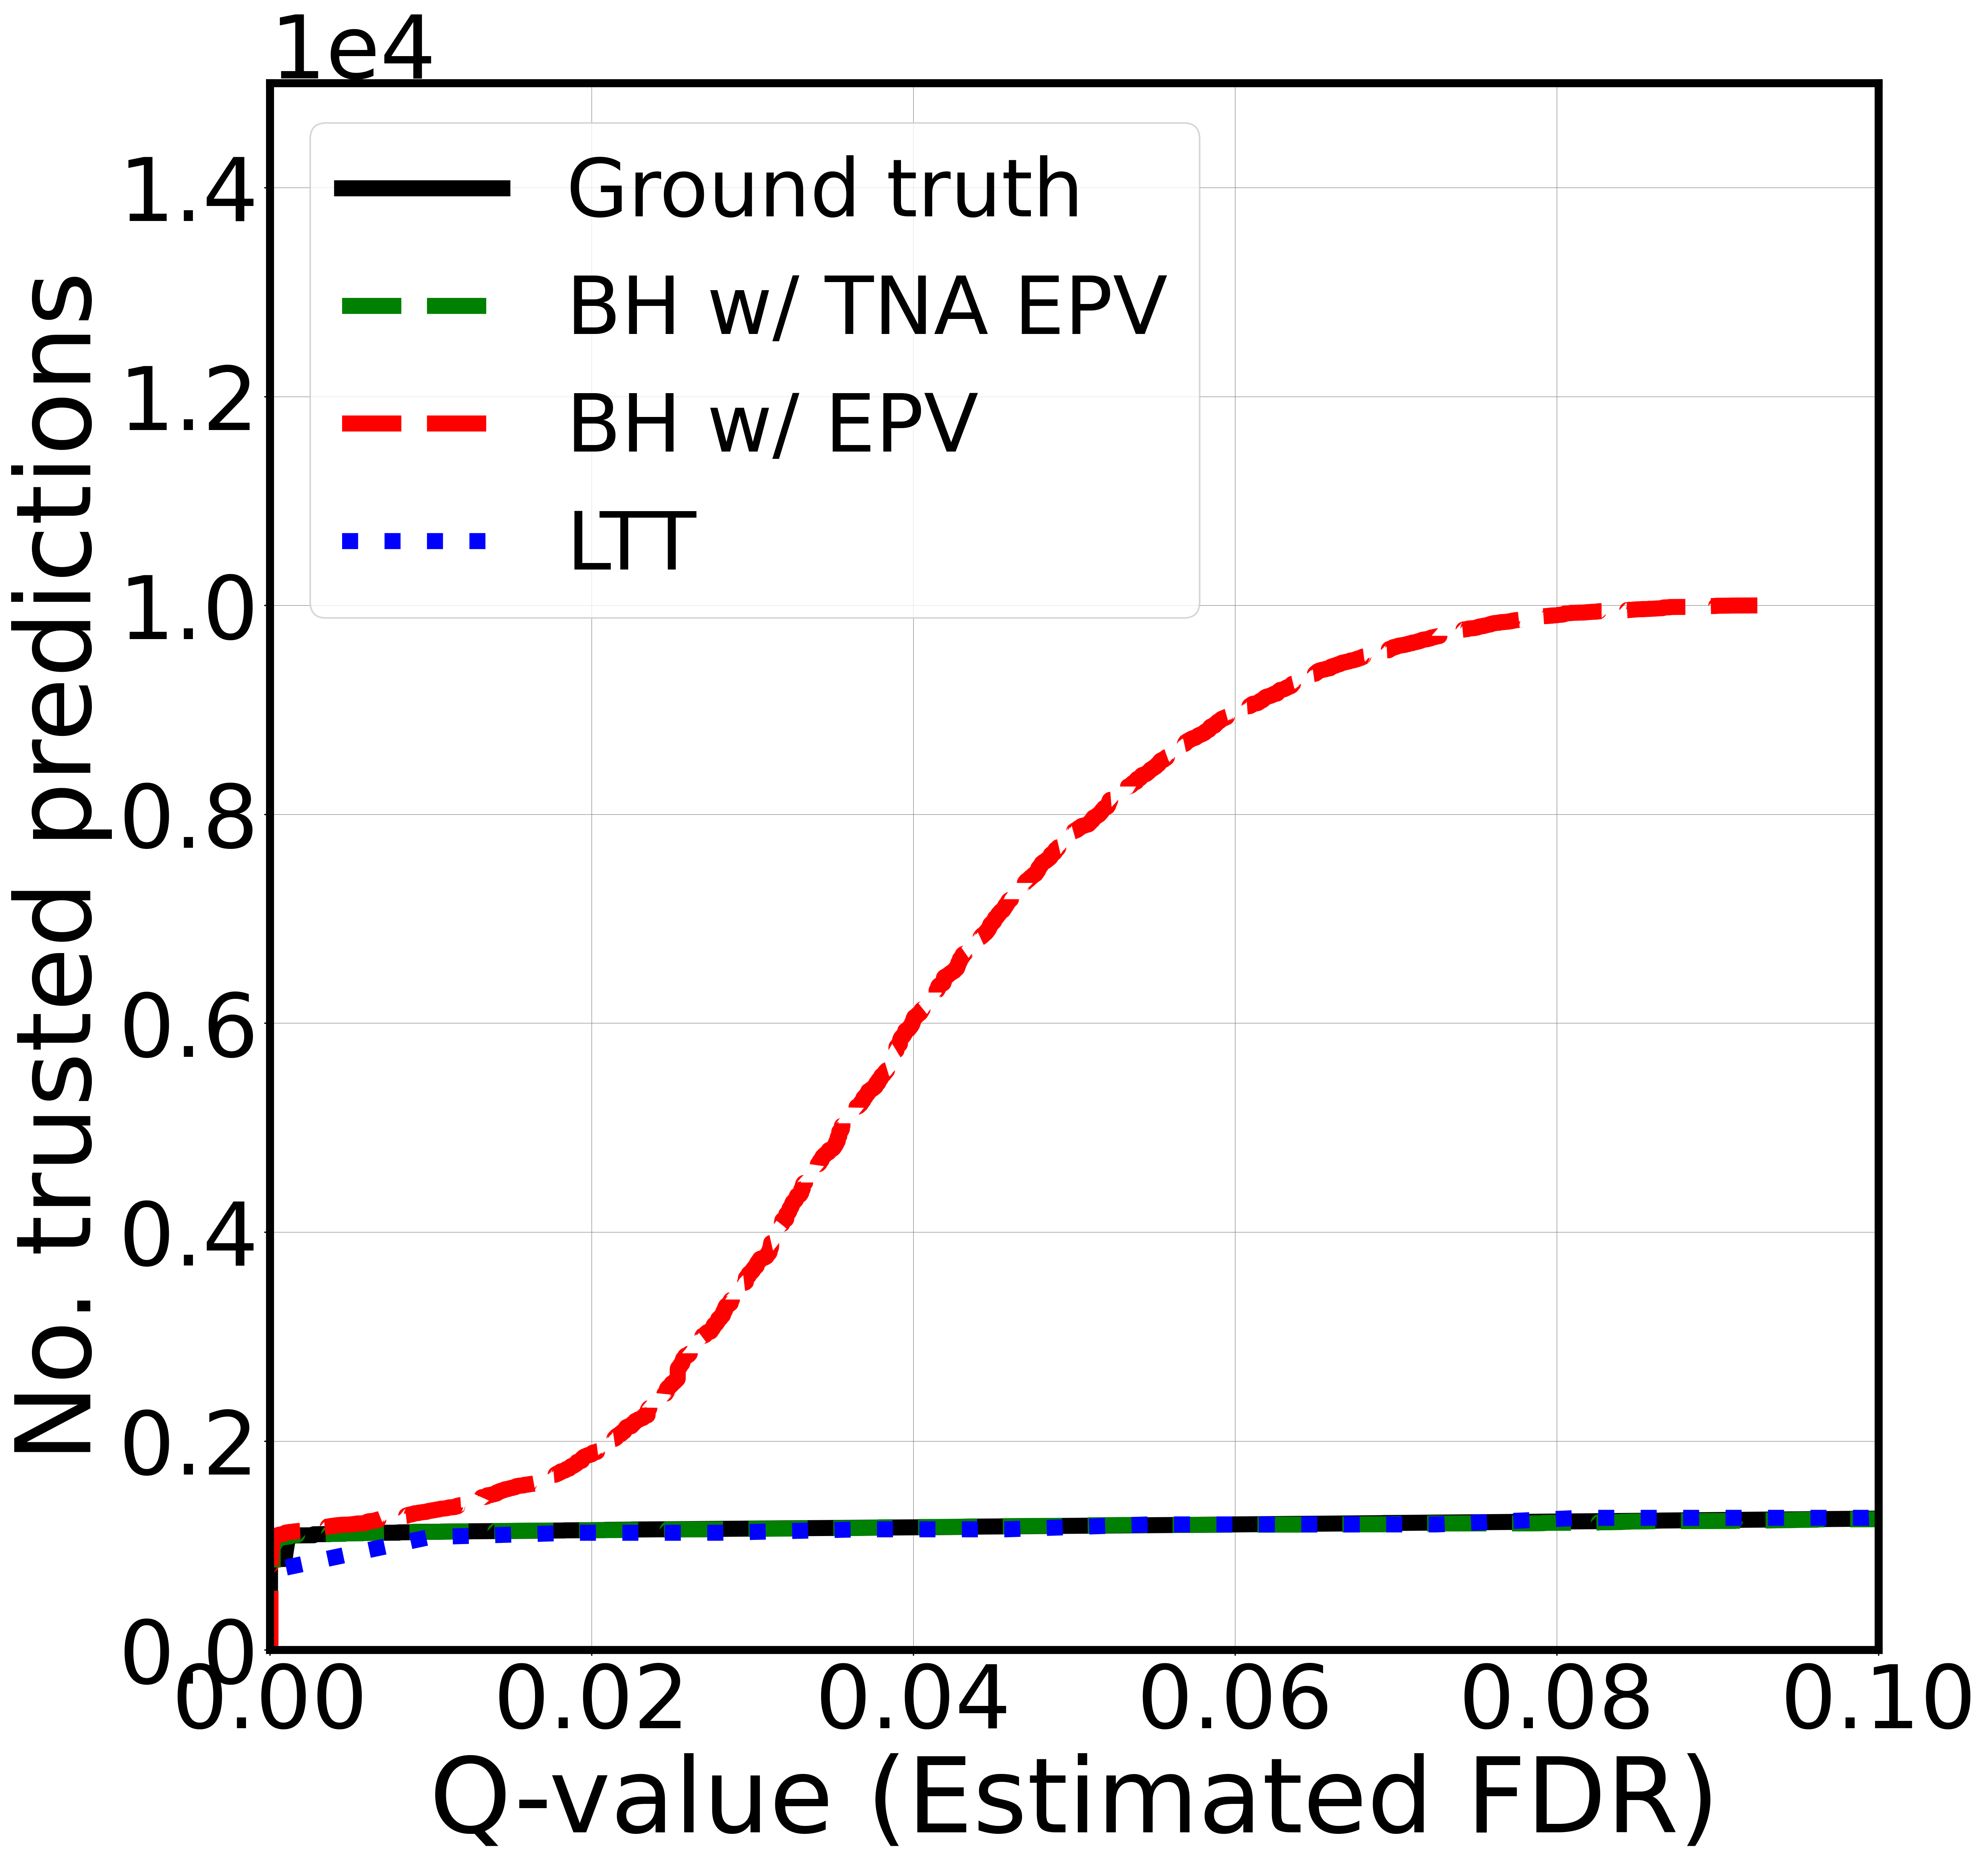 1e4
Ground truth
BH w/ TNA EPV
BH w/ EPV
LTT
No. trusted predictions
1.4
1.2
1.0
0.8
0.6
0.4
0.2
0.0
0.00 0.02 0.04 0.06 0.08 0.10
Q-value (Estimated FDR)